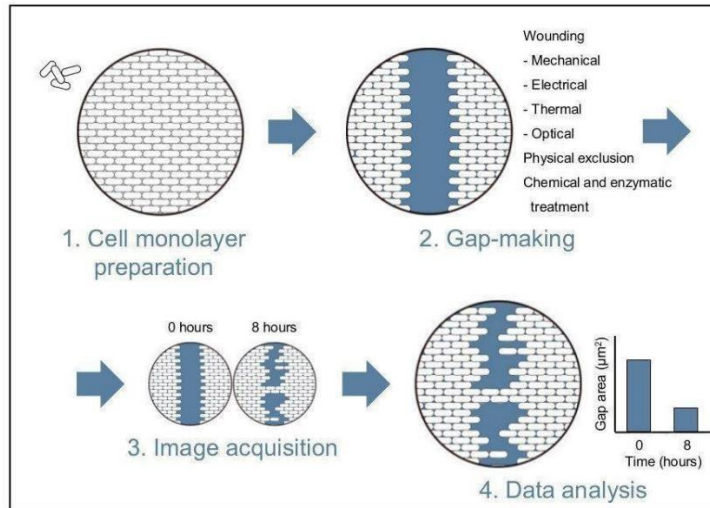 Wounding
- Mechanical
- Electrical
- Thermal
- Optical
Physical exclusion
Chemical and enzymatic
treatment
1. Cell monolayer
preparation
2. Gap-making
0 hours
8 hours
3. Image acquisition
Gap area (μm²)
0
8
Time (hours)
4. Data analysis